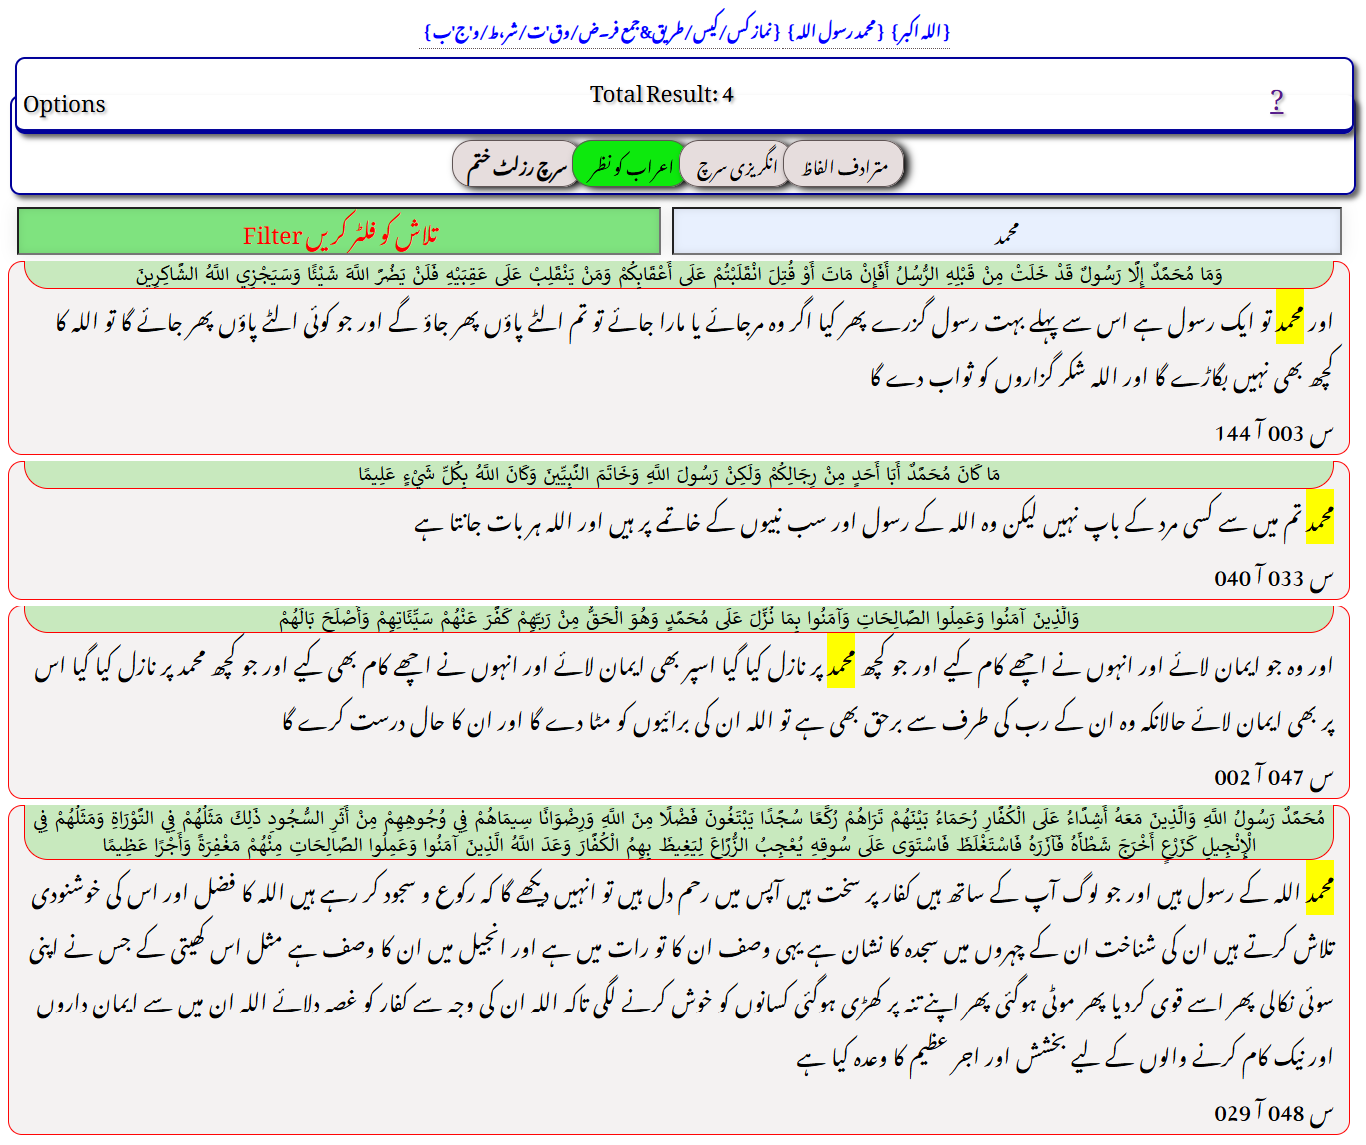 {اللہ اکبر} {محمد رسول اللہ} {نماز کس/کیس/طریق&جمع فرض/وق'ت/شرط/و'ج'ب}
Options
Total Result: 4
?
مترادف الفاظ
انگریزی سرچ
اعراب کو نظر
سرچ رزلٹ ختم
محمد
تلاش کو فلٹر کریں Filter
وَمَا مُحَمَّدٌ إِلَّا رَسُولٌ قَدْ خَلَتْ مِنْ قَبْلِهِ الرُّسُلُ أَفَإِنْ مَاتَ أَوْ قُتِلَ انْقَلَبْتُمْ عَلَى أَعْقَابِكُمْ وَمَنْ يَنْقَلِبْ عَلَى عَقِبَيْهِ فَلَنْ يَضُرَّ اللَّهَ شَيْئًا وَسَيَجْزِي اللَّهُ الشَّاكِرِينَ
اور محمد تو ایک رسول ہے اس سے پہلے بہت رسول گزرے پھر کیا اگر وہ مرجائے یا مارا جائے تو تم الٹے پاؤں پھر جاؤ گے اور جو کوئی الٹے پاؤں پھر جائے گا تو اللہ کا
کچھ بھی نہیں بگاڑے گا اور اللہ شکر گزاروں کو ثواب دے گا
س 003 آ 144
مَا كَانَ مُحَمَّدٌ أَبَا أَحَدٍ مِنْ رِجَالِكُمْ وَلَكِنْ رَسُولَ اللَّهِ وَخَاتَمَ النَّبِيِّينَ وَكَانَ اللَّهُ بِكُلِّ شَيْءٍ عَلِيمًا
محمد تم میں سے کسی مرد کے باپ نہیں لیکن وہ اللہ کے رسول اور سب نبیوں کے خاتمے پر ہیں اور اللہ ہر بات جانتا ہے
س 033 آ 040
وَالَّذِينَ آمَنُوا وَعَمِلُوا الصَّالِحَاتِ وَآمَنُوا بِمَا نُزِّلَ عَلَى مُحَمَّدٍ وَهُوَ الْحَقُّ مِنْ رَبِّهِمْ كَفَّرَ عَنْهُمْ سَيِّئَاتِهِمْ وَأَصْلَحَ بَالَهُمْ
اور وہ جو ایمان لائے اور انہوں نے اچھے کام کیے اور جو کچھ محمد پر نازل کیا گیا اسپر بھی ایمان لائے اور انہوں نے اچھے کام بھی کیے اور جو کچھ محمد پر نازل کیا گیا اس
پر بھی ایمان لائے حالانکہ وہ ان کے رب کی طرف سے برحق بھی ہے تو اللہ ان کی برائیوں کو مٹا دے گا اور ان کا حال درست کرے گا
س 047 آ 002
مُحَمَّدٌ رَسُولُ اللَّهِ وَالَّذِينَ مَعَهُ أَشِدَّاءُ عَلَى الْكُفَّارِ رُحَمَاءُ بَيْنَهُمْ تَرَاهُمْ رُكَّعًا سُجَّدًا يَبْتَغُونَ فَضْلًا مِنَ اللَّهِ وَرِضْوَانًا سِيمَاهُمْ فِي وُجُوهِهِمْ مِنْ أَثَرِ السُّجُودِ ذَلِكَ مَثَلُهُمْ فِي التَّوْرَاةِ وَمَثَلُهُمْ فِي
الْإِنْجِيلِ كَزَرْعٍ أَخْرَجَ شَطْأَهُ فَآزَرَهُ فَاسْتَغْلَظَ فَاسْتَوَى عَلَى سُوقِهِ يُعْجِبُ الزُّرَّاعَ لِيَغِيظَ بِهِمُ الْكُفَّارَ وَعَدَ اللَّهُ الَّذِينَ آمَنُوا وَعَمِلُوا الصَّالِحَاتِ مِنْهُمْ مَغْفِرَةً وَأَجْرًا عَظِيمًا
محمد اللہ کے رسول ہیں اور جو لوگ آپ کے ساتھ ہیں کفار پر سخت ہیں آپس میں رحم دل ہیں تو انہیں دیکھے گا کہ رکوع و سجود کر رہے ہیں اللہ کا فضل اور اس کی خوشنودی
تلاش کرتے ہیں ان کی شناخت ان کے چہروں میں سجدہ کا نشان ہے یہی وصف ان کا تو رات میں ہے اور انجیل میں ان کا وصف ہے مثل اس کھیتی کے جس نے اپنی
سوئی نکالی پھر اسے قوی کردیا پھر موٹی ہوگئی پھر اپنے تنہ پر کھڑی ہوگئی کسانوں کو خوش کرنے لگی تاکہ اللہ ان کی وجہ سے کفار کو غصہ دلائے اللہ ان میں سے ایمان داروں
اور نیک کام کرنے والوں کے لیے بخشش اور اجر عظیم کا وعدہ کیا ہے
س 048 آ 029